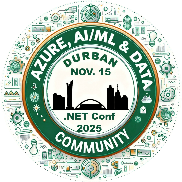 AZURE, AI/ML & DATA
DURBAN
NOV. 15
.NET Conf
2025
COMMUNITY